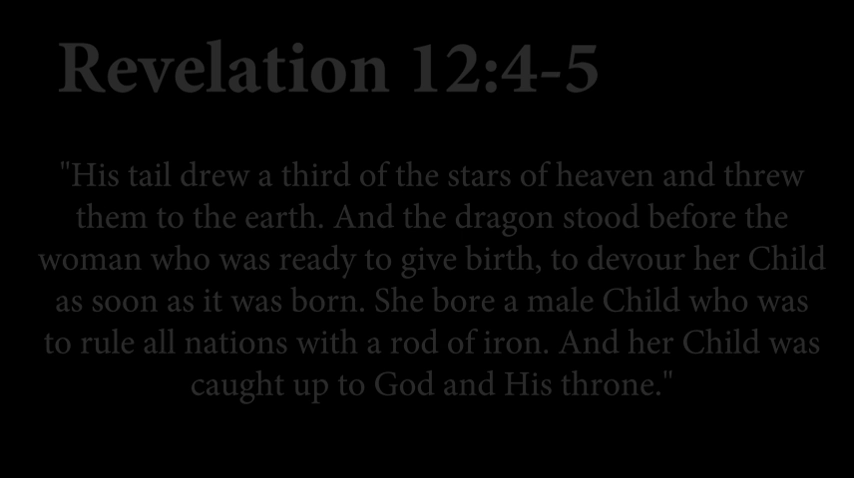 Revelation 12:4-5
"His tail drew a third of the stars of heaven and threw
them to the earth. And the dragon stood before the
woman who was ready to give birth, to devour her Child
as soon as it was born. She bore a male Child who was
to rule all nations with a rod of iron. And her Child was
caught up to God and His throne."